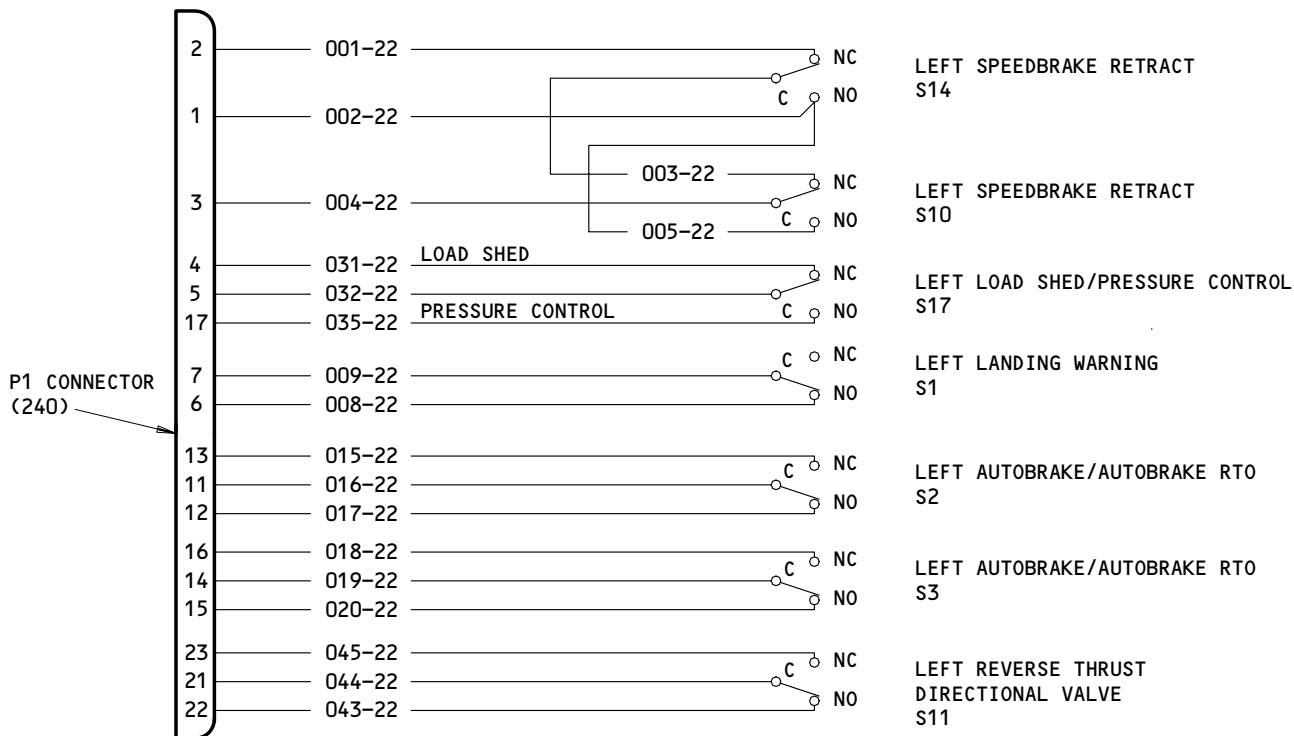 2 001-22 NC
LEFT SPEEDBRAKE RETRACT
C NO S14
1 002-22
003-22 NC
LEFT SPEEDBRAKE RETRACT
3 004-22
C NO S10
005-22
4 031-22 LOAD SHED NC
5 032-22 LEFT LOAD SHED/PRESSURE CONTROL
17 035-22 PRESSURE CONTROL C NO S17
C NC LEFT LANDING WARNING
7 009-22
6 008-22 NO S1
P1 CONNECTOR
(240)
13 015-22 NC
C LEFT AUTOBRAKE/AUTOBRAKE RTO
11 016-22
12 017-22 NO S2
16 018-22 NC
C LEFT AUTOBRAKE/AUTOBRAKE RTO
14 019-22
15 020-22 NO S3
23 045-22 NC
C LEFT REVERSE THRUST
21 044-22
DIRECTIONAL VALVE
22 043-22 NO
S11